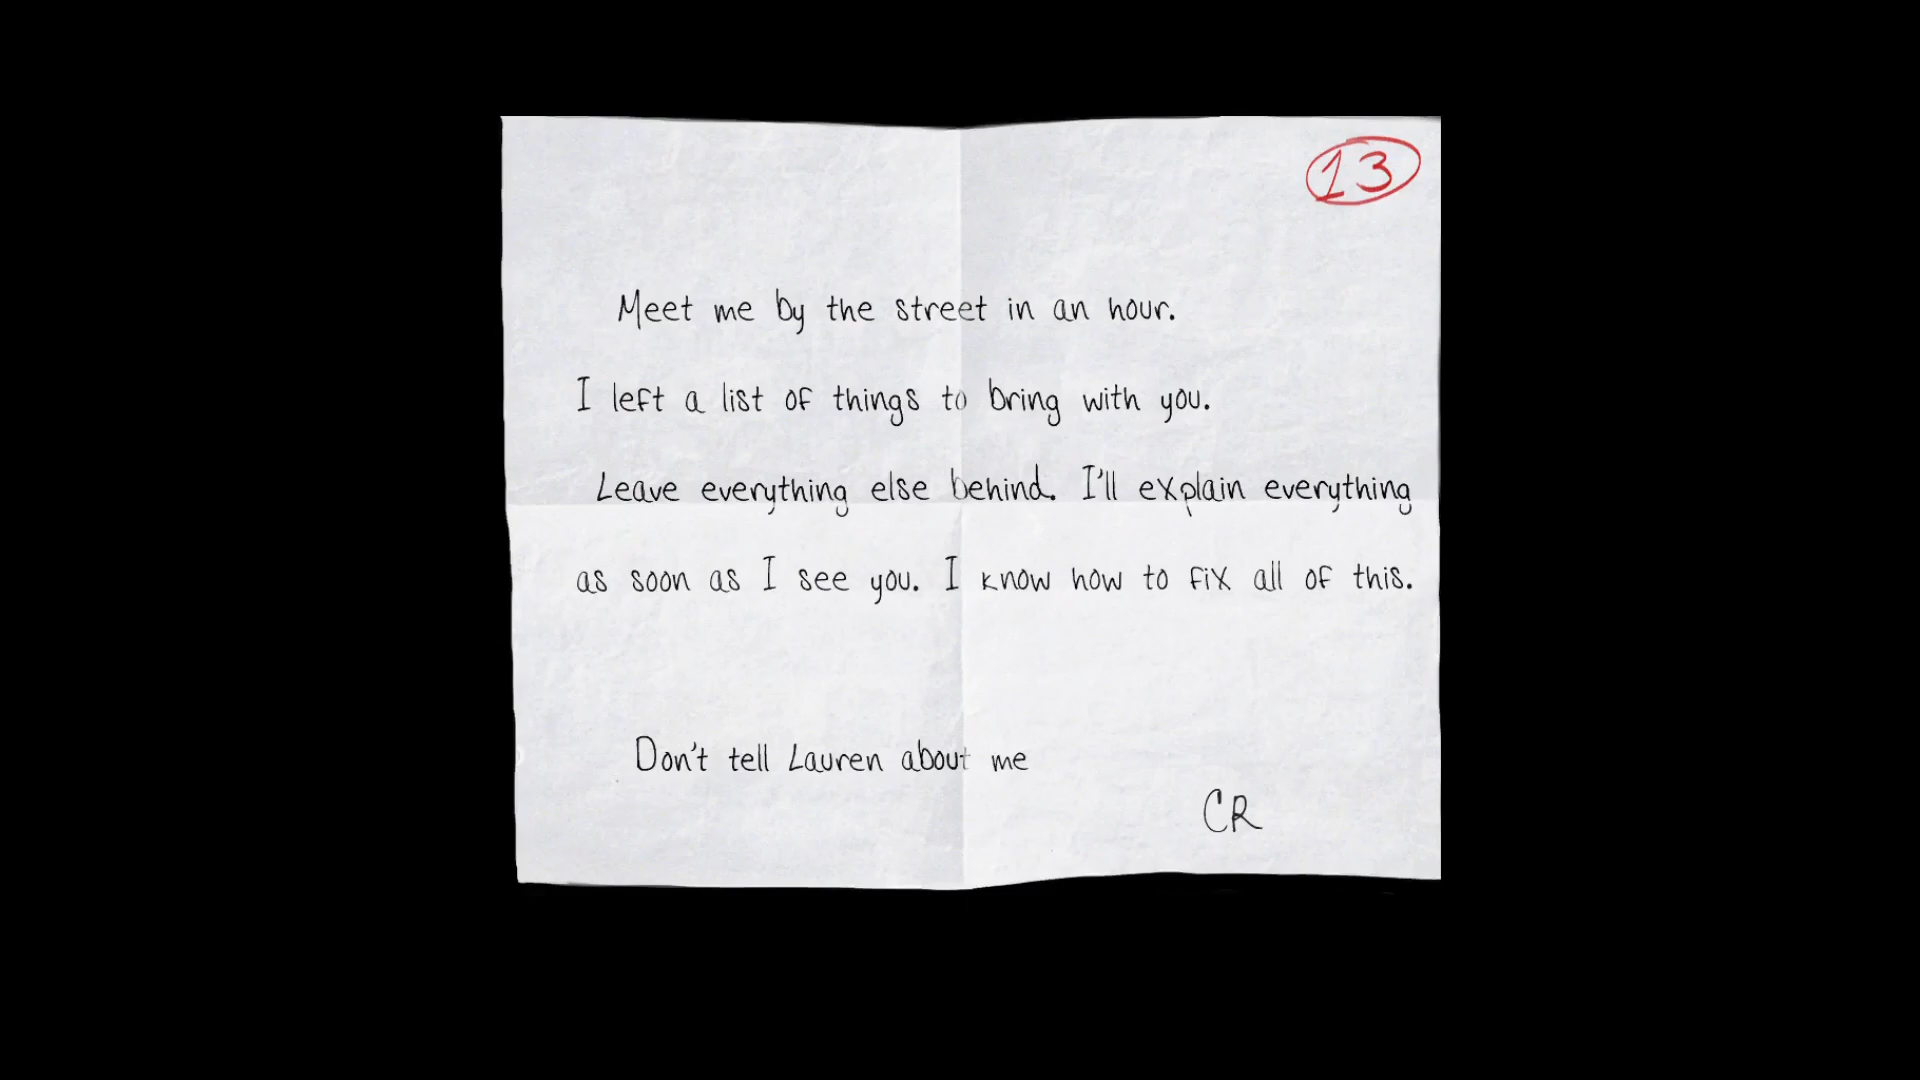 13
Meet me by the street in an hour.
I left a list of things to bring with you.
Leave everything else behind. I'll explain everything
as soon as I see you. I know how to fix all of this.
Don't tell Lauren about me
CR